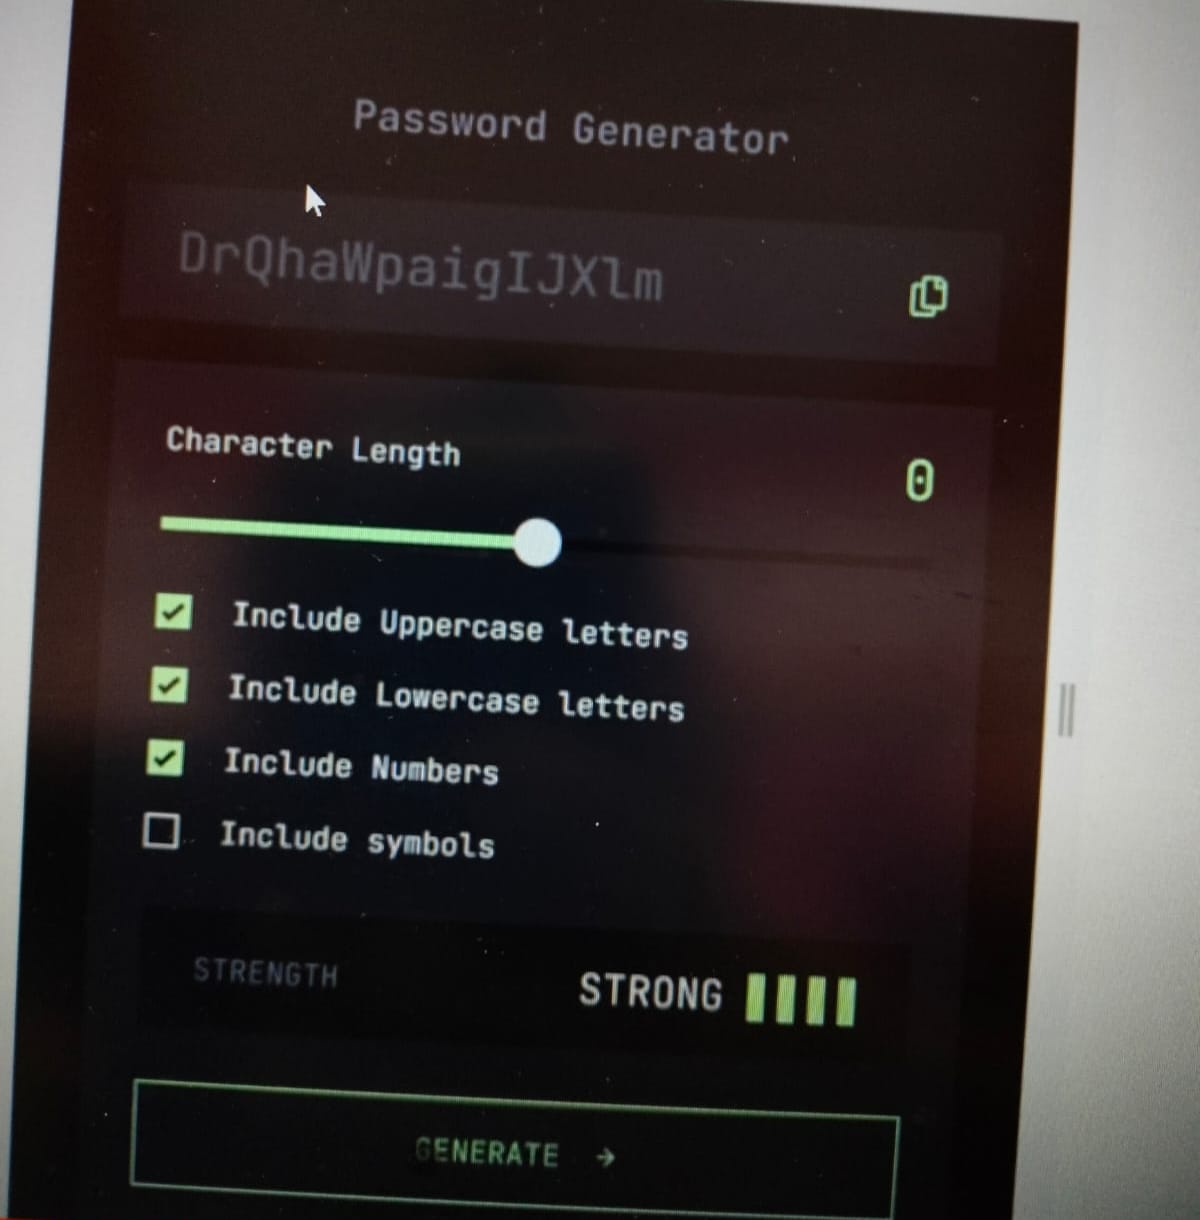 Password Generator
DrQhaWpaigIJXlm
Character Length
0
Include Uppercase letters
Include Lowercase letters
Include Numbers
Include symbols
STRENGTH
STRONG
GENERATE →